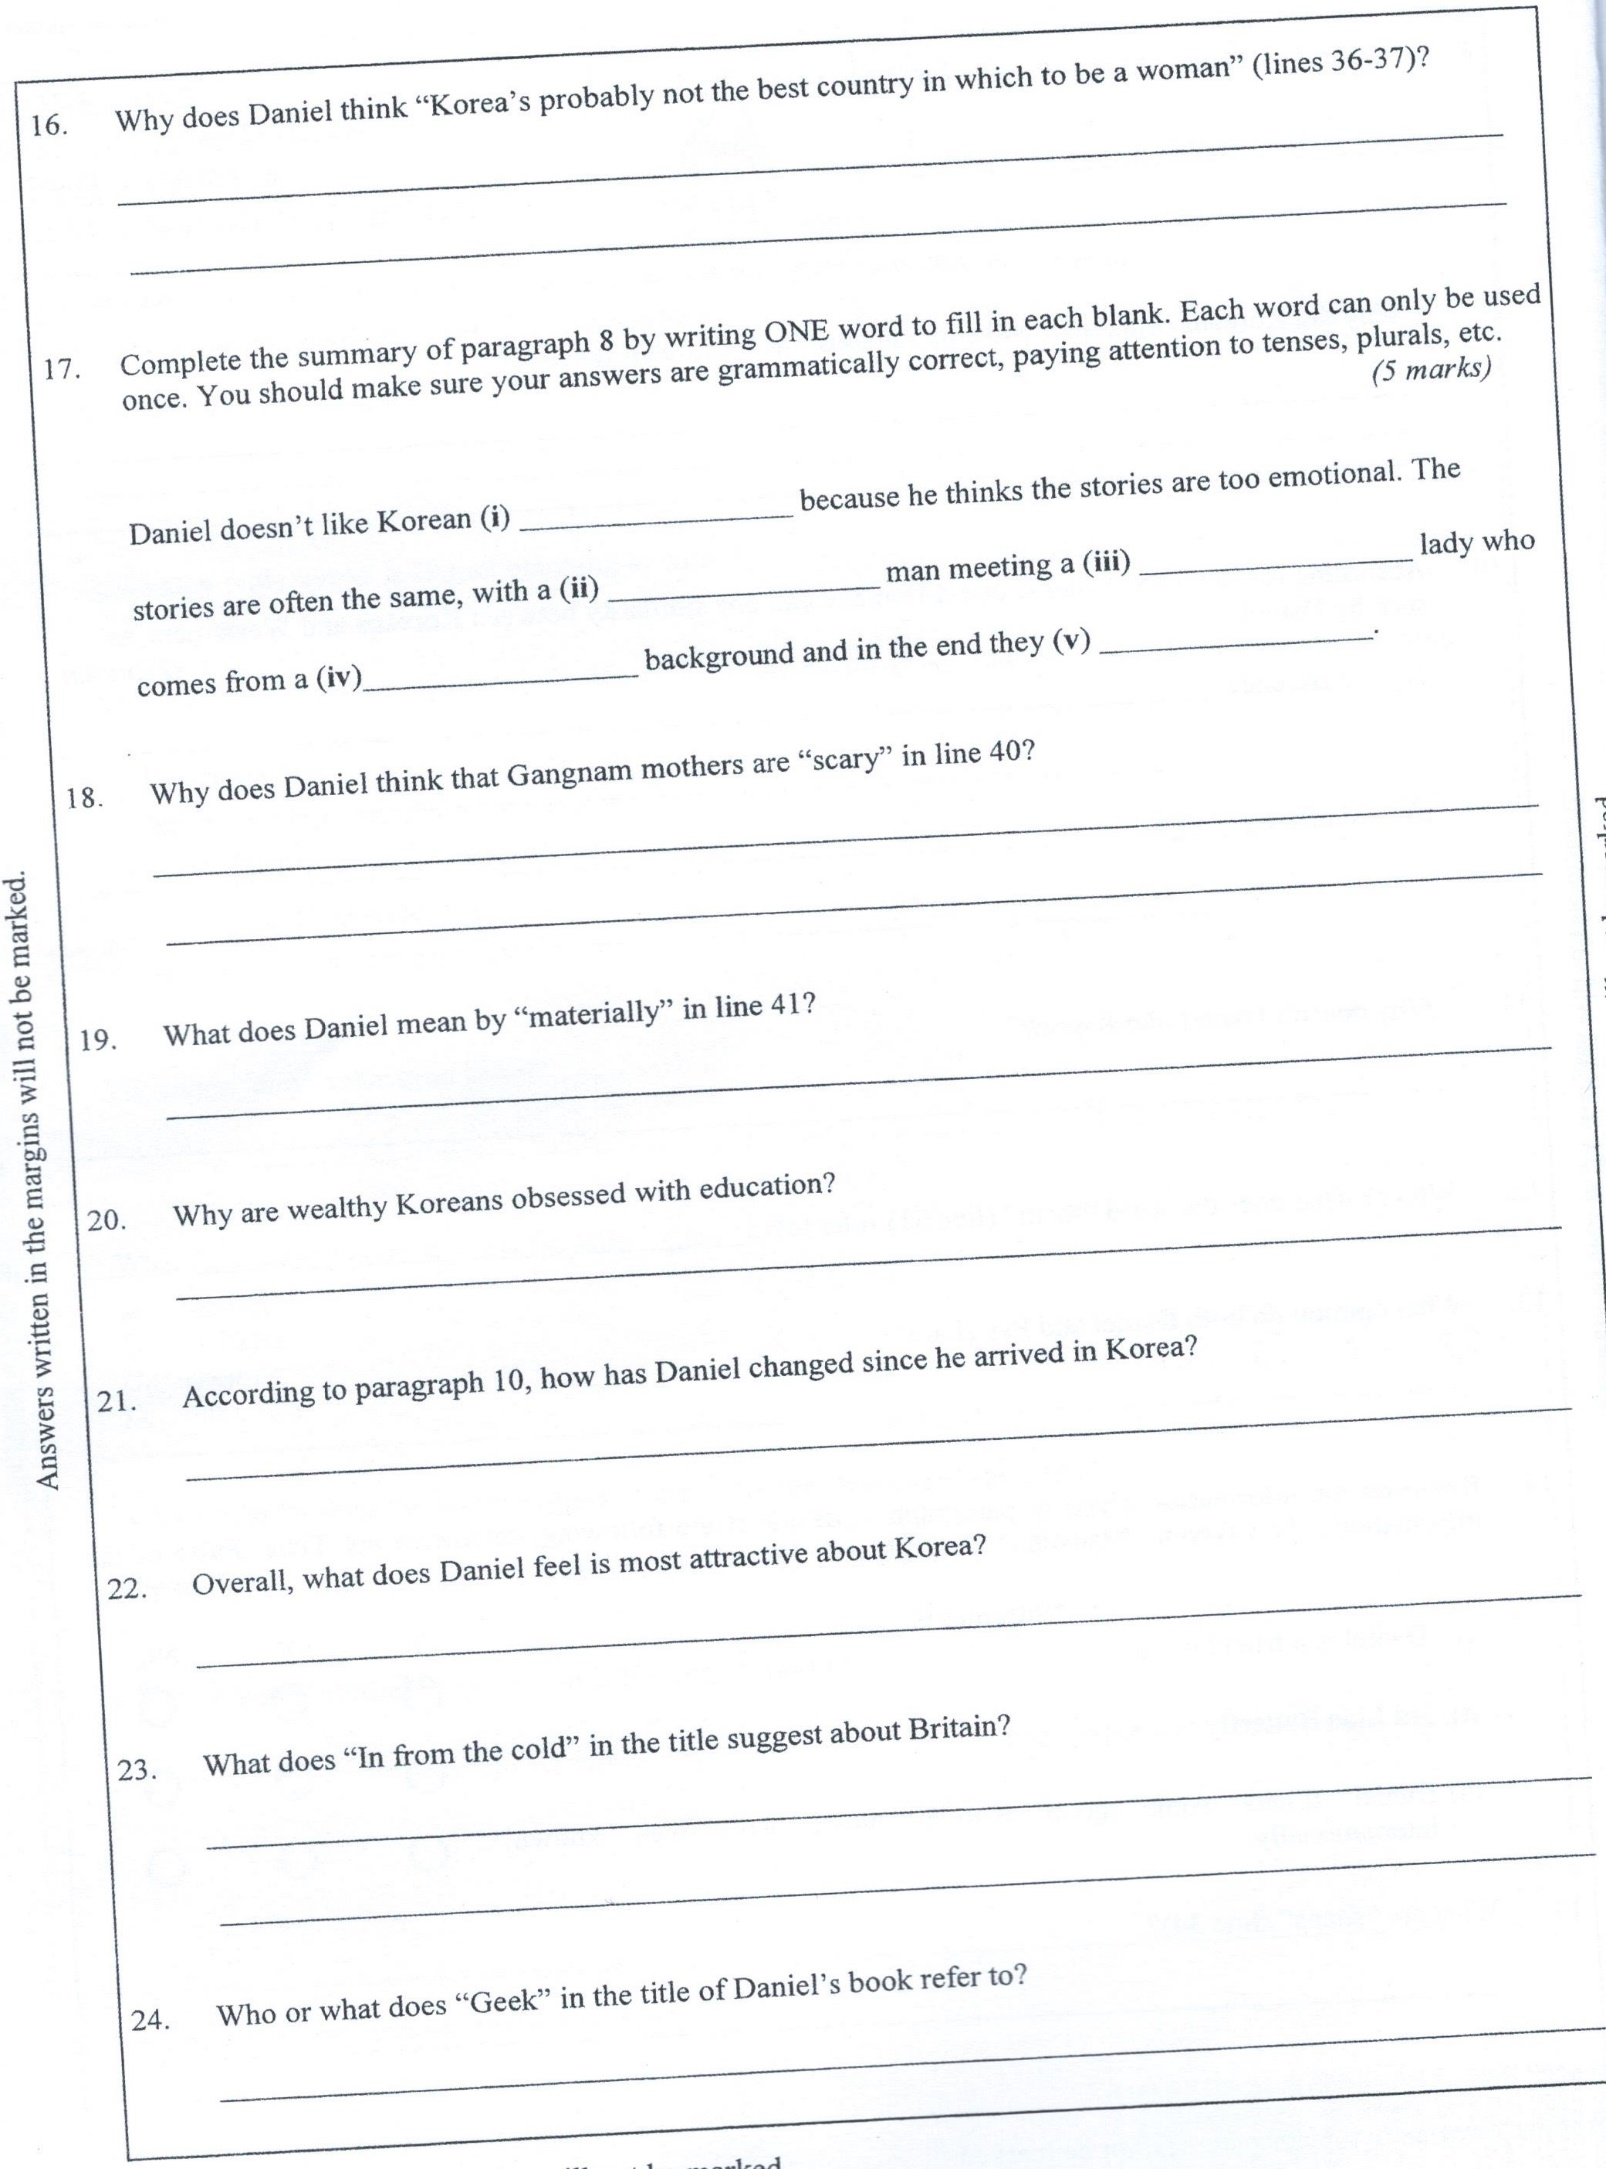 16. Why does Daniel think “Korea’s probably not the best country in which to be a woman” (lines 36-37)?
17. Complete the summary of paragraph 8 by writing ONE word to fill in each blank. Each word can only be used
once. You should make sure your answers are grammatically correct, paying attention to tenses, plurals, etc.
(5 marks)
Daniel doesn’t like Korean (i) ____________ because he thinks the stories are too emotional. The
stories are often the same, with a (ii) ____________ man meeting a (iii) ____________ lady who
comes from a (iv)____________ background and in the end they (v) ____________.
18. Why does Daniel think that Gangnam mothers are “scary” in line 40?
19. What does Daniel mean by “materially” in line 41?
20. Why are wealthy Koreans obsessed with education?
21. According to paragraph 10, how has Daniel changed since he arrived in Korea?
22. Overall, what does Daniel feel is most attractive about Korea?
23. What does “In from the cold” in the title suggest about Britain?
24. Who or what does “Geek” in the title of Daniel’s book refer to?
Answers written in the margins will not be marked.